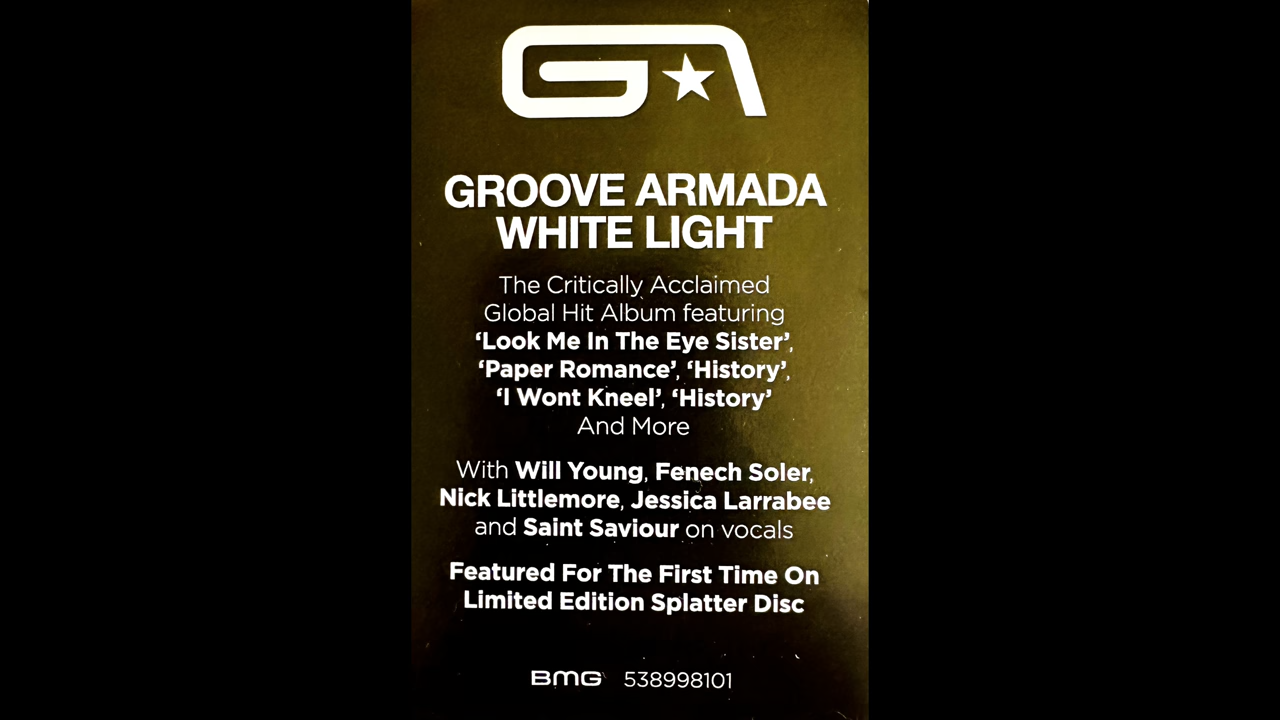 GA
GROOVE ARMADA
WHITE LIGHT
The Critically Acclaimed
Global Hit Album featuring
‘Look Me In The Eye Sister’,
‘Paper Romance’, ‘History’,
‘I Wont Kneel’, ‘History’
And More
With Will Young, Fenech Soler,
Nick Littlemore, Jessica Larrabee
and Saint Saviour on vocals
Featured For The First Time On
Limited Edition Splatter Disc
BMG 538998101